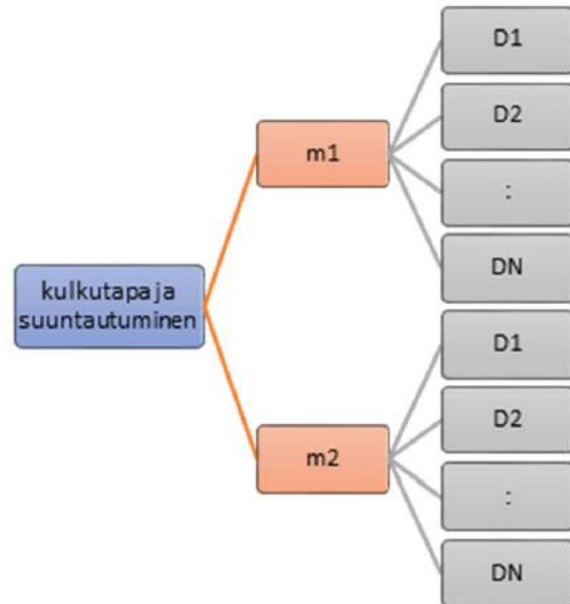 kulkutapa ja
suuntautuminen
m1
D1
D2
:
DN
m2
D1
D2
:
DN